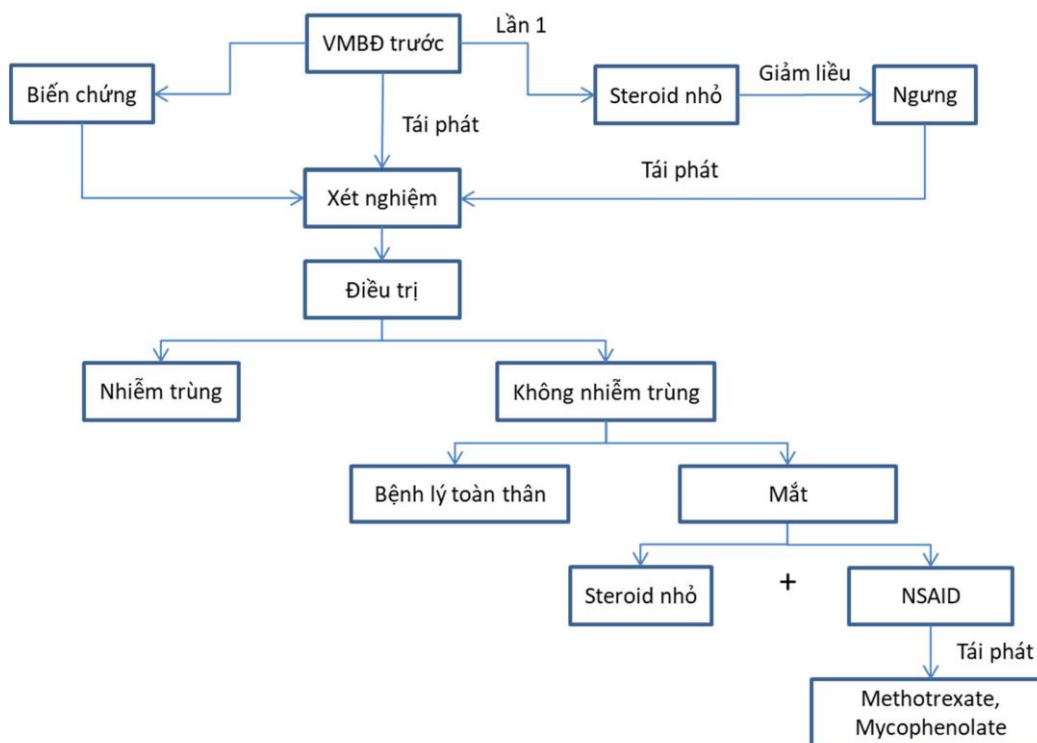 Lần 1
VMBĐ trước
Giảm liều
Biến chứng
Steroid nhỏ
Ngưng
Tái phát
Tái phát
Xét nghiệm
Điều trị
Nhiễm trùng
Không nhiễm trùng
Bệnh lý toàn thân
Mắt
Steroid nhỏ
+
NSAID
Tái phát
Methotrexate,
Mycophenolate